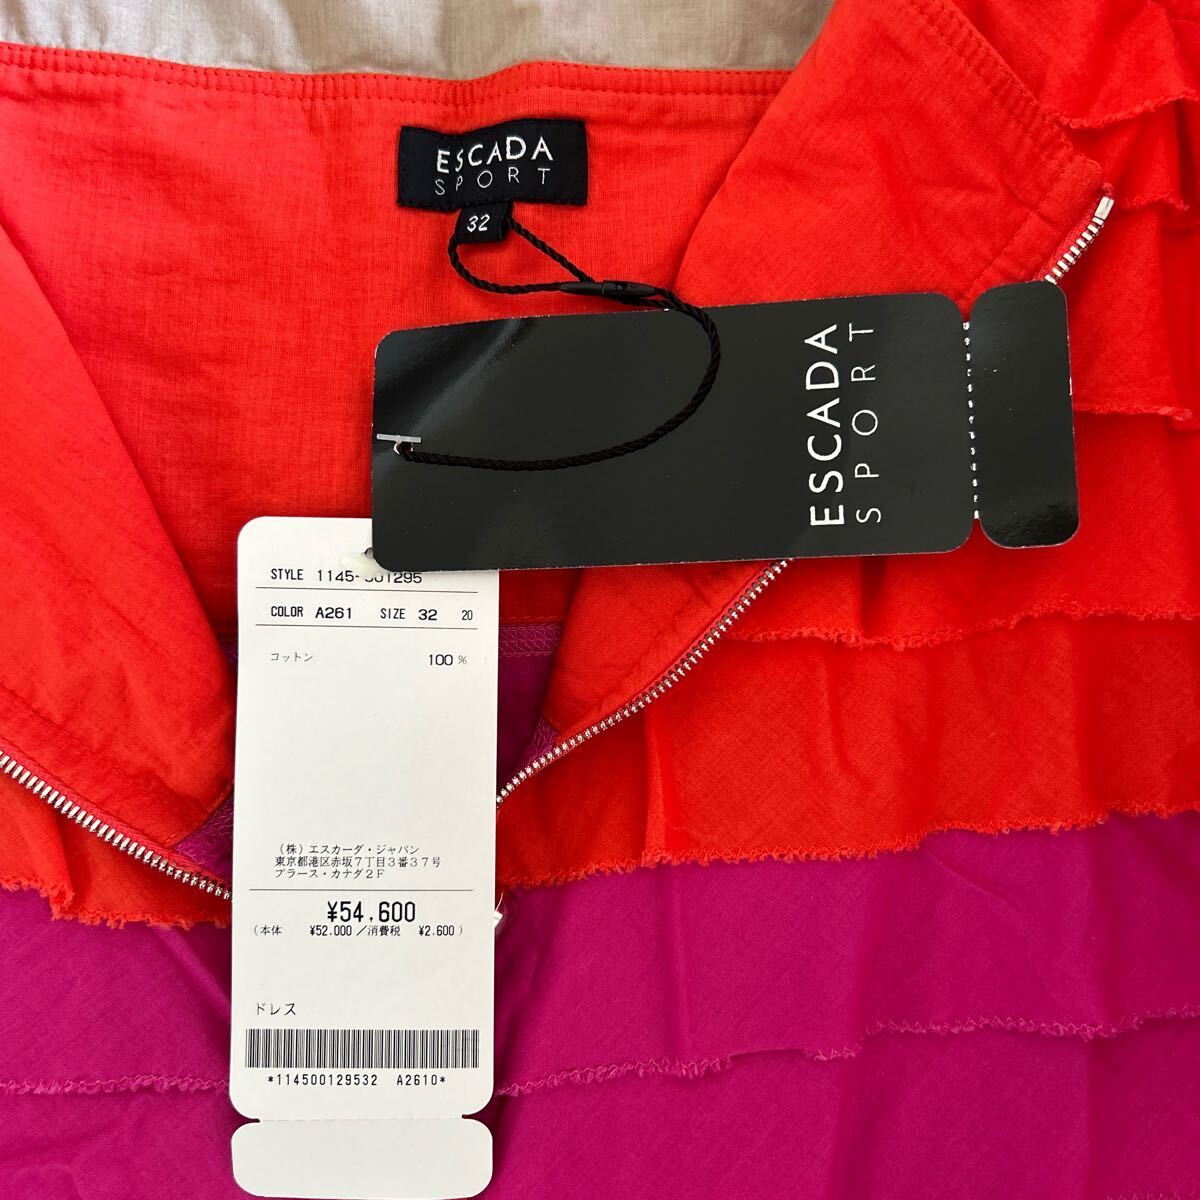 ESCADA
SPORT
32
ESCADA
SPORT
STYLE 1145-001295
COLOR A261 SIZE 32 20
コットン 100%
(株)エスカーダ・ジャパン
東京都港区赤坂7丁目3番37号
プラース・カナダ2F
¥54,600
(本体 ¥52,000/消費税 ¥2,600)
ドレス
*114500129532 A2610*